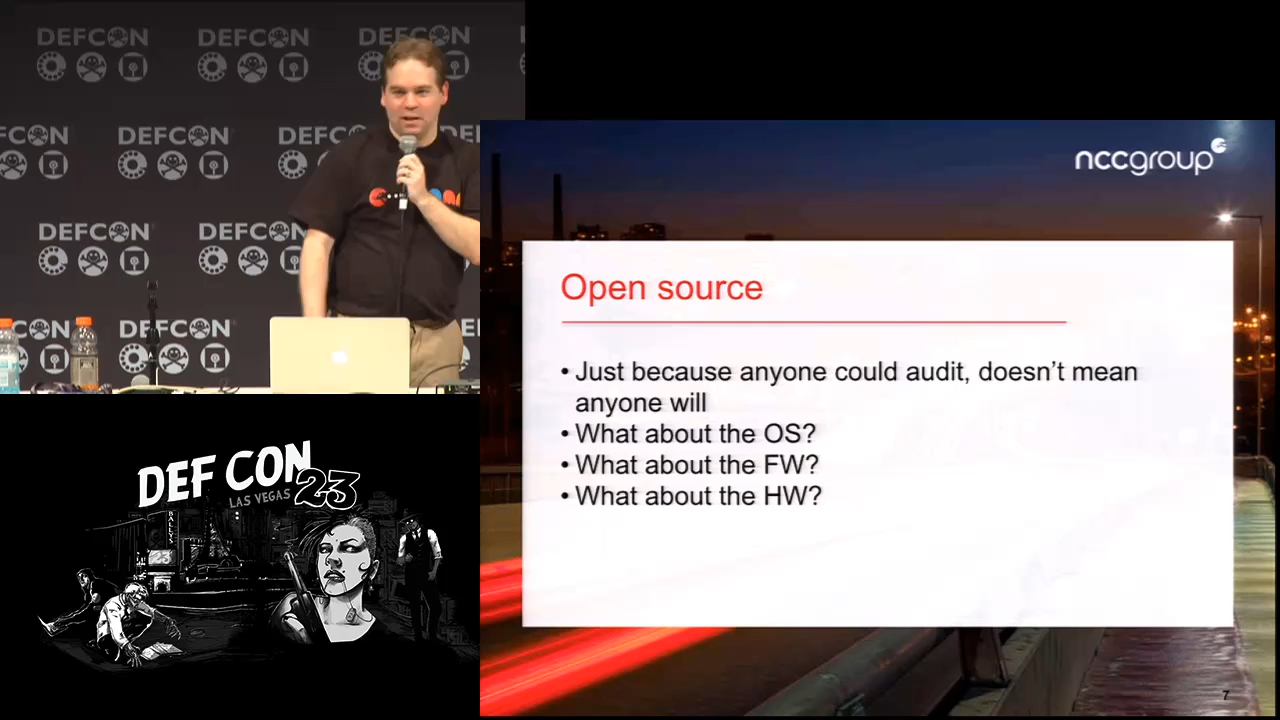 DEFCON DEFCON DEFCON
DEFCON DEFCON
DEFCON DEFCON
DEFCON
nccgroup
Open source
• Just because anyone could audit, doesn't mean
anyone will
• What about the OS?
• What about the FW?
• What about the HW?
7
DEF CON 23
LAS VEGAS
BALLY'S